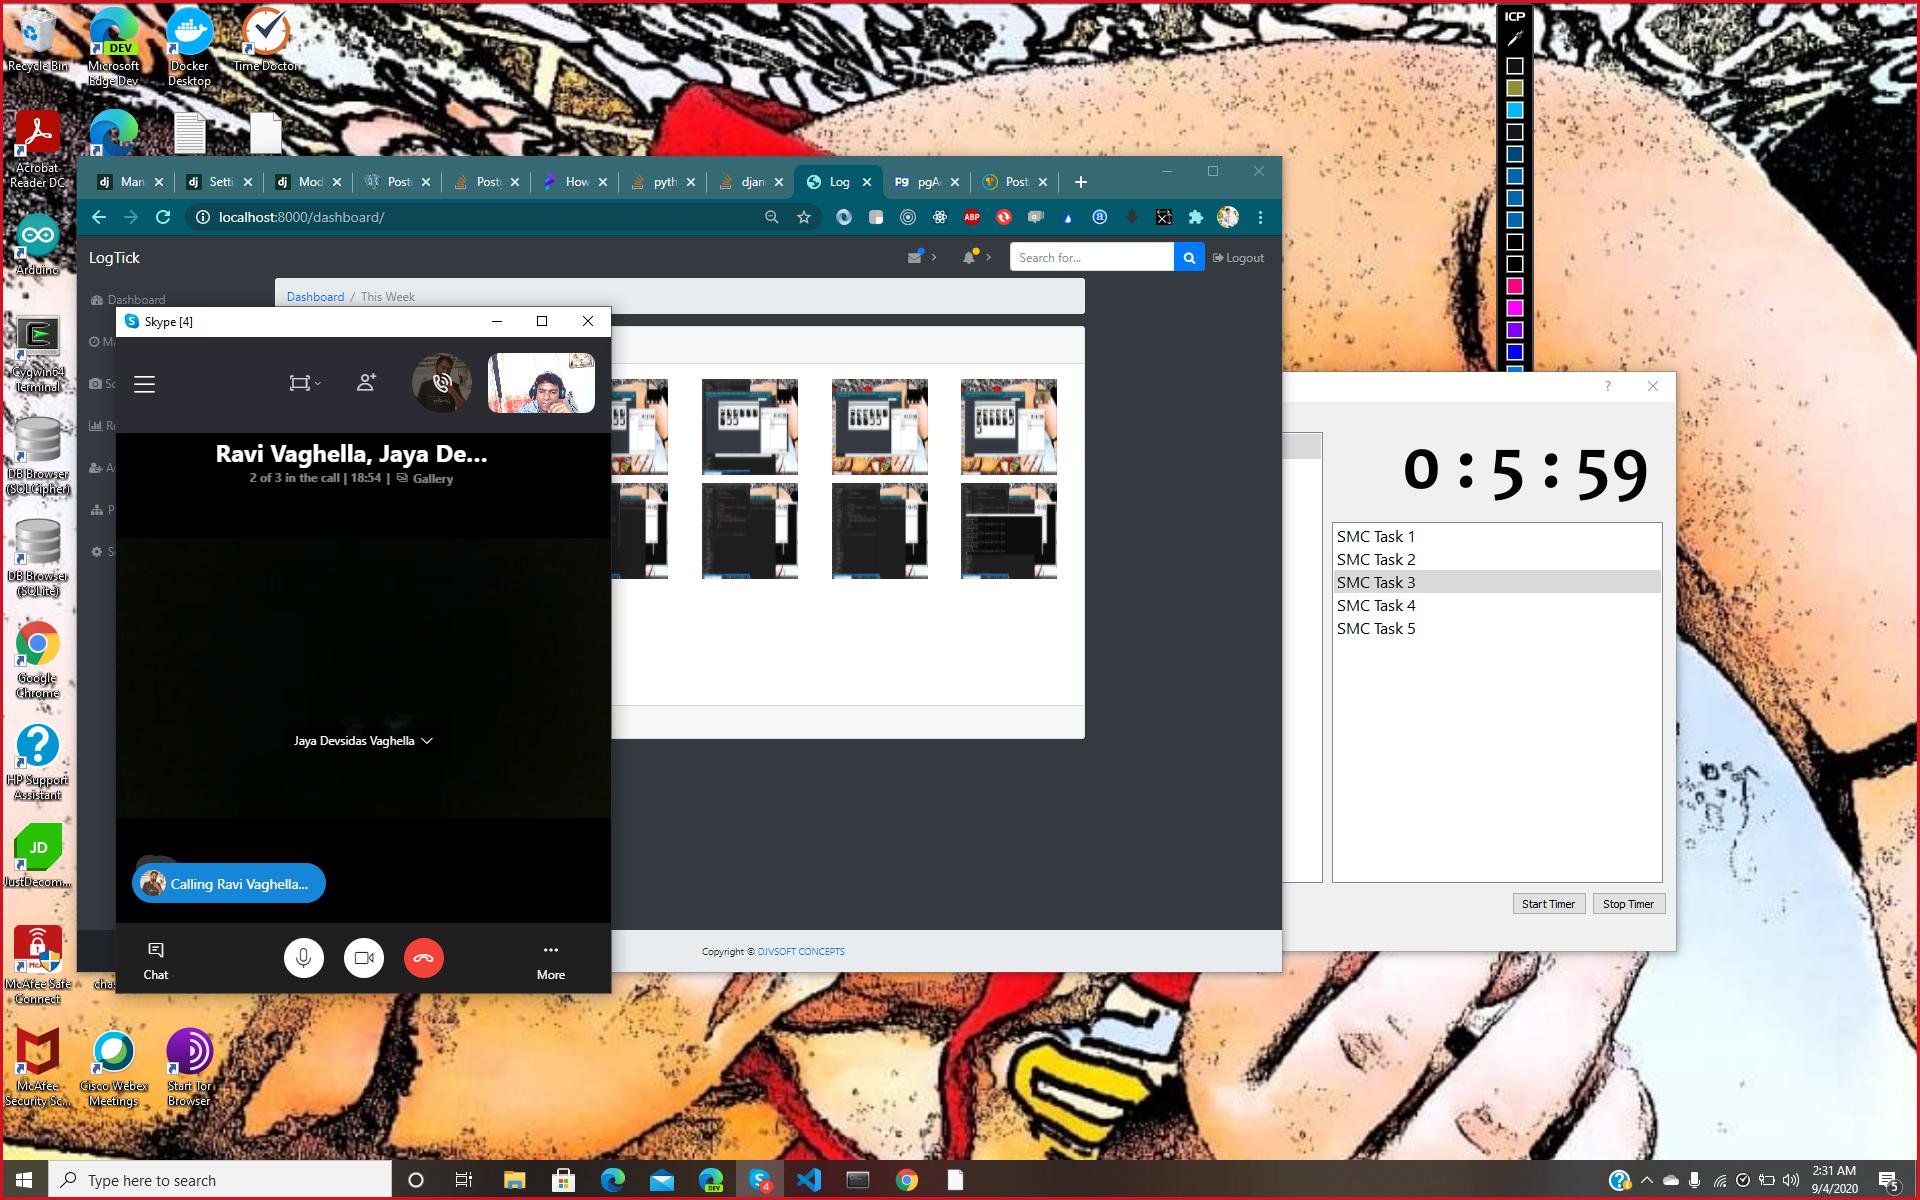 Recycle Bin
Microsoft Edge Dev
DEV
Docker Desktop
Time Doctor
ICP
Acrobat Reader DC
Arduino
Cygwin64 Terminal
DB Browser (SQLCipher)
DB Browser (SQLite)
Google Chrome
HP Support Assistant
JD
JustDecom...
McAfee Safe Connect
McAfee Security Sc...
Cisco Webex Meetings
Start Tor Browser
dj Man
dj Setti
dj Mod
Post
Post
How
pyth
djan
Log
pg pgA
Post
localhost:8000/dashboard/
ABP
LogTick
Search for...
Logout
Dashboard
Dashboard / This Week
Skype [4]
Ravi Vaghella, Jaya De...
2 of 3 in the call | 18:54 | Gallery
Jaya Devsidas Vaghella
Calling Ravi Vaghella...
Chat
More
Copyright © DJVSOFT CONCEPTS
?
0:5:59
SMC Task 1
SMC Task 2
SMC Task 3
SMC Task 4
SMC Task 5
Start Timer
Stop Timer
Type here to search
DEV
4
2:31 AM
9/4/2020
5